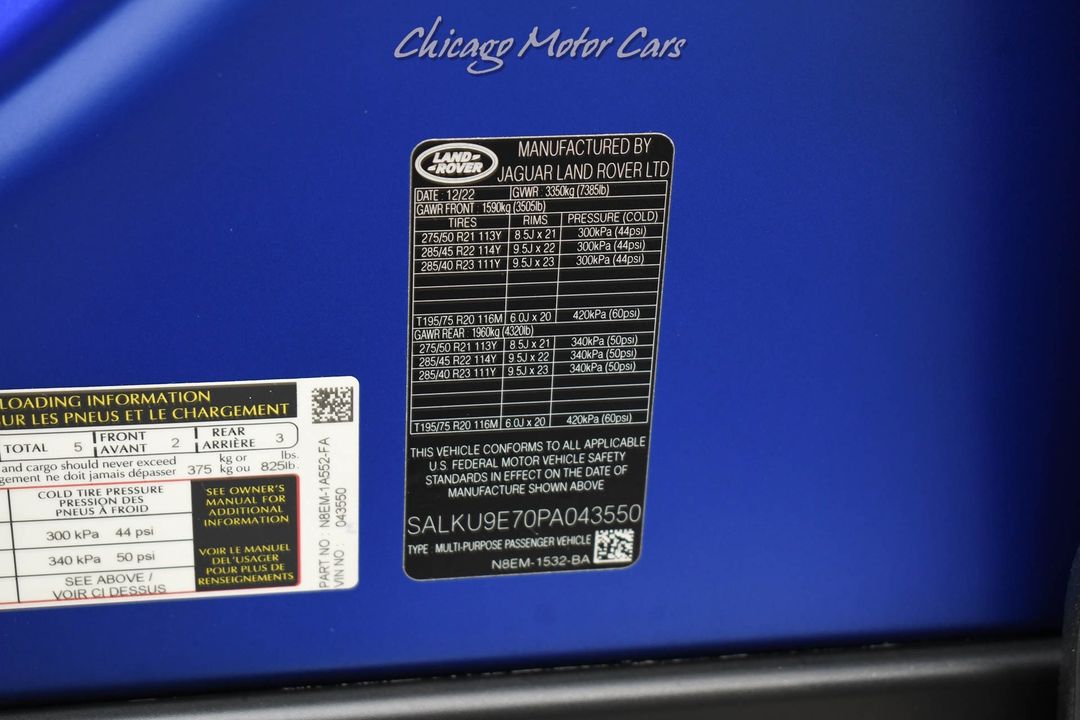 Chicago Motor Cars
LAND ROVER
MANUFACTURED BY
JAGUAR LAND ROVER LTD
DATE : 12/22 GVWR : 3350kg (7385lb)
GAWR FRONT : 1590kg (3505lb)
TIRES RIMS PRESSURE (COLD)
275/50 R21 113Y 8.5J x 21 300kPa (44psi)
285/45 R22 114Y 9.5J x 22 300kPa (44psi)
285/40 R23 111Y 9.5J x 23 300kPa (44psi)
T195/75 R20 116M 6.0J x 20 420kPa (60psi)
GAWR REAR : 1960kg (4320lb)
275/50 R21 113Y 8.5J x 21 340kPa (50psi)
285/45 R22 114Y 9.5J x 22 340kPa (50psi)
285/40 R23 111Y 9.5J x 23 340kPa (50psi)
T195/75 R20 116M 6.0J x 20 420kPa (60psi)
THIS VEHICLE CONFORMS TO ALL APPLICABLE
U.S. FEDERAL MOTOR VEHICLE SAFETY
STANDARDS IN EFFECT ON THE DATE OF
MANUFACTURE SHOWN ABOVE
SALKU9E70PA043550
TYPE : MULTI-PURPOSE PASSENGER VEHICLE
N8EM-1532-BA
LOADING INFORMATION
UR LES PNEUS ET LE CHARGEMENT
TOTAL 5 FRONT AVANT 2 REAR ARRIÈRE 3
and cargo should never exceed 375 kg or lbs.
gement ne doit jamais dépasser kg ou 825lb.
COLD TIRE PRESSURE
PRESSION DES
PNEUS À FROID
300 kPa 44 psi
340 kPa 50 psi
SEE ABOVE /
VOIR CI DESSUS
SEE OWNER'S
MANUAL FOR
ADDITIONAL
INFORMATION
VOIR LE MANUEL
DEL'USAGER
POUR PLUS DE
RENSEIGNEMENTS
PART NO : N8EM-1A552-FA
VIN NO : 043550